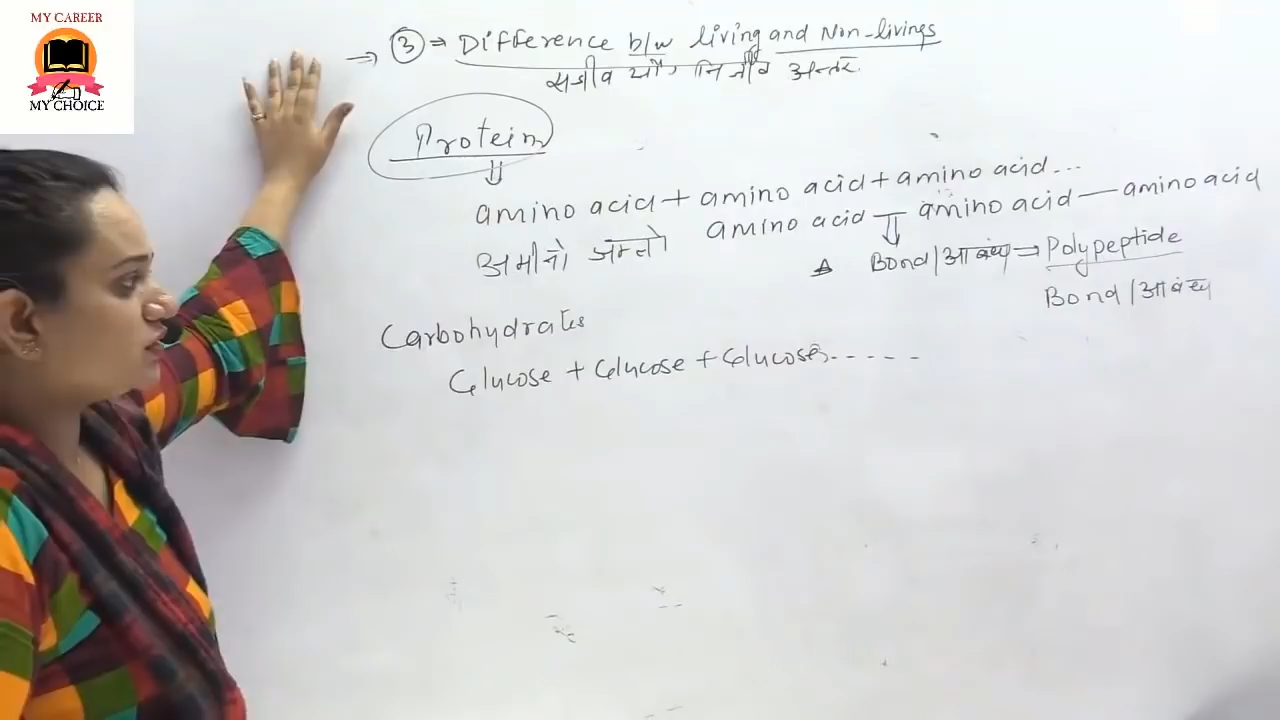 MY CAREER
MY CHOICE
⇒ ③ ⇒ Difference b/w living and Non-livings
सजीव और निर्जीव अन्तर
Protein
⇓
amino acid + amino acid + amino acid...
अमीनो अम्लो
amino acid — amino acid — amino acid
⇓
Bond/आबंध ⇒ Polypeptide
Bond/आबंध
Carbohydrates
Glucose + Glucose + Glucose-----